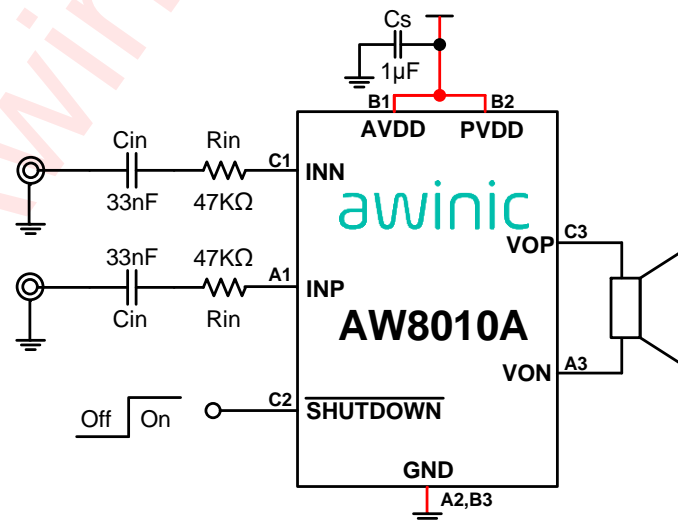 Cs
1µF
B1 B2
AVDD PVDD
Cin Rin C1 INN
33nF 47KΩ
awinic
C3
VOP
33nF 47KΩ A1 INP
Cin Rin
AW8010A
VON A3
Off On C2 SHUTDOWN
GND
A2,B3